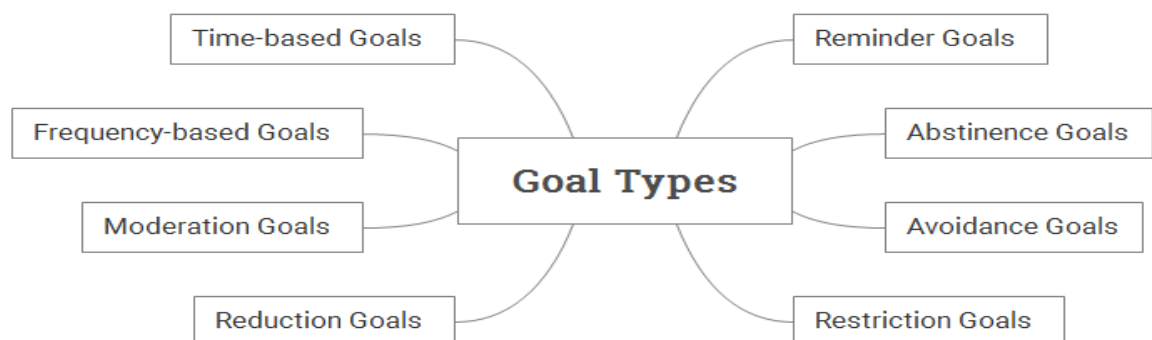 Time-based Goals
Reminder Goals
Frequency-based Goals
Abstinence Goals
Goal Types
Moderation Goals
Avoidance Goals
Reduction Goals
Restriction Goals